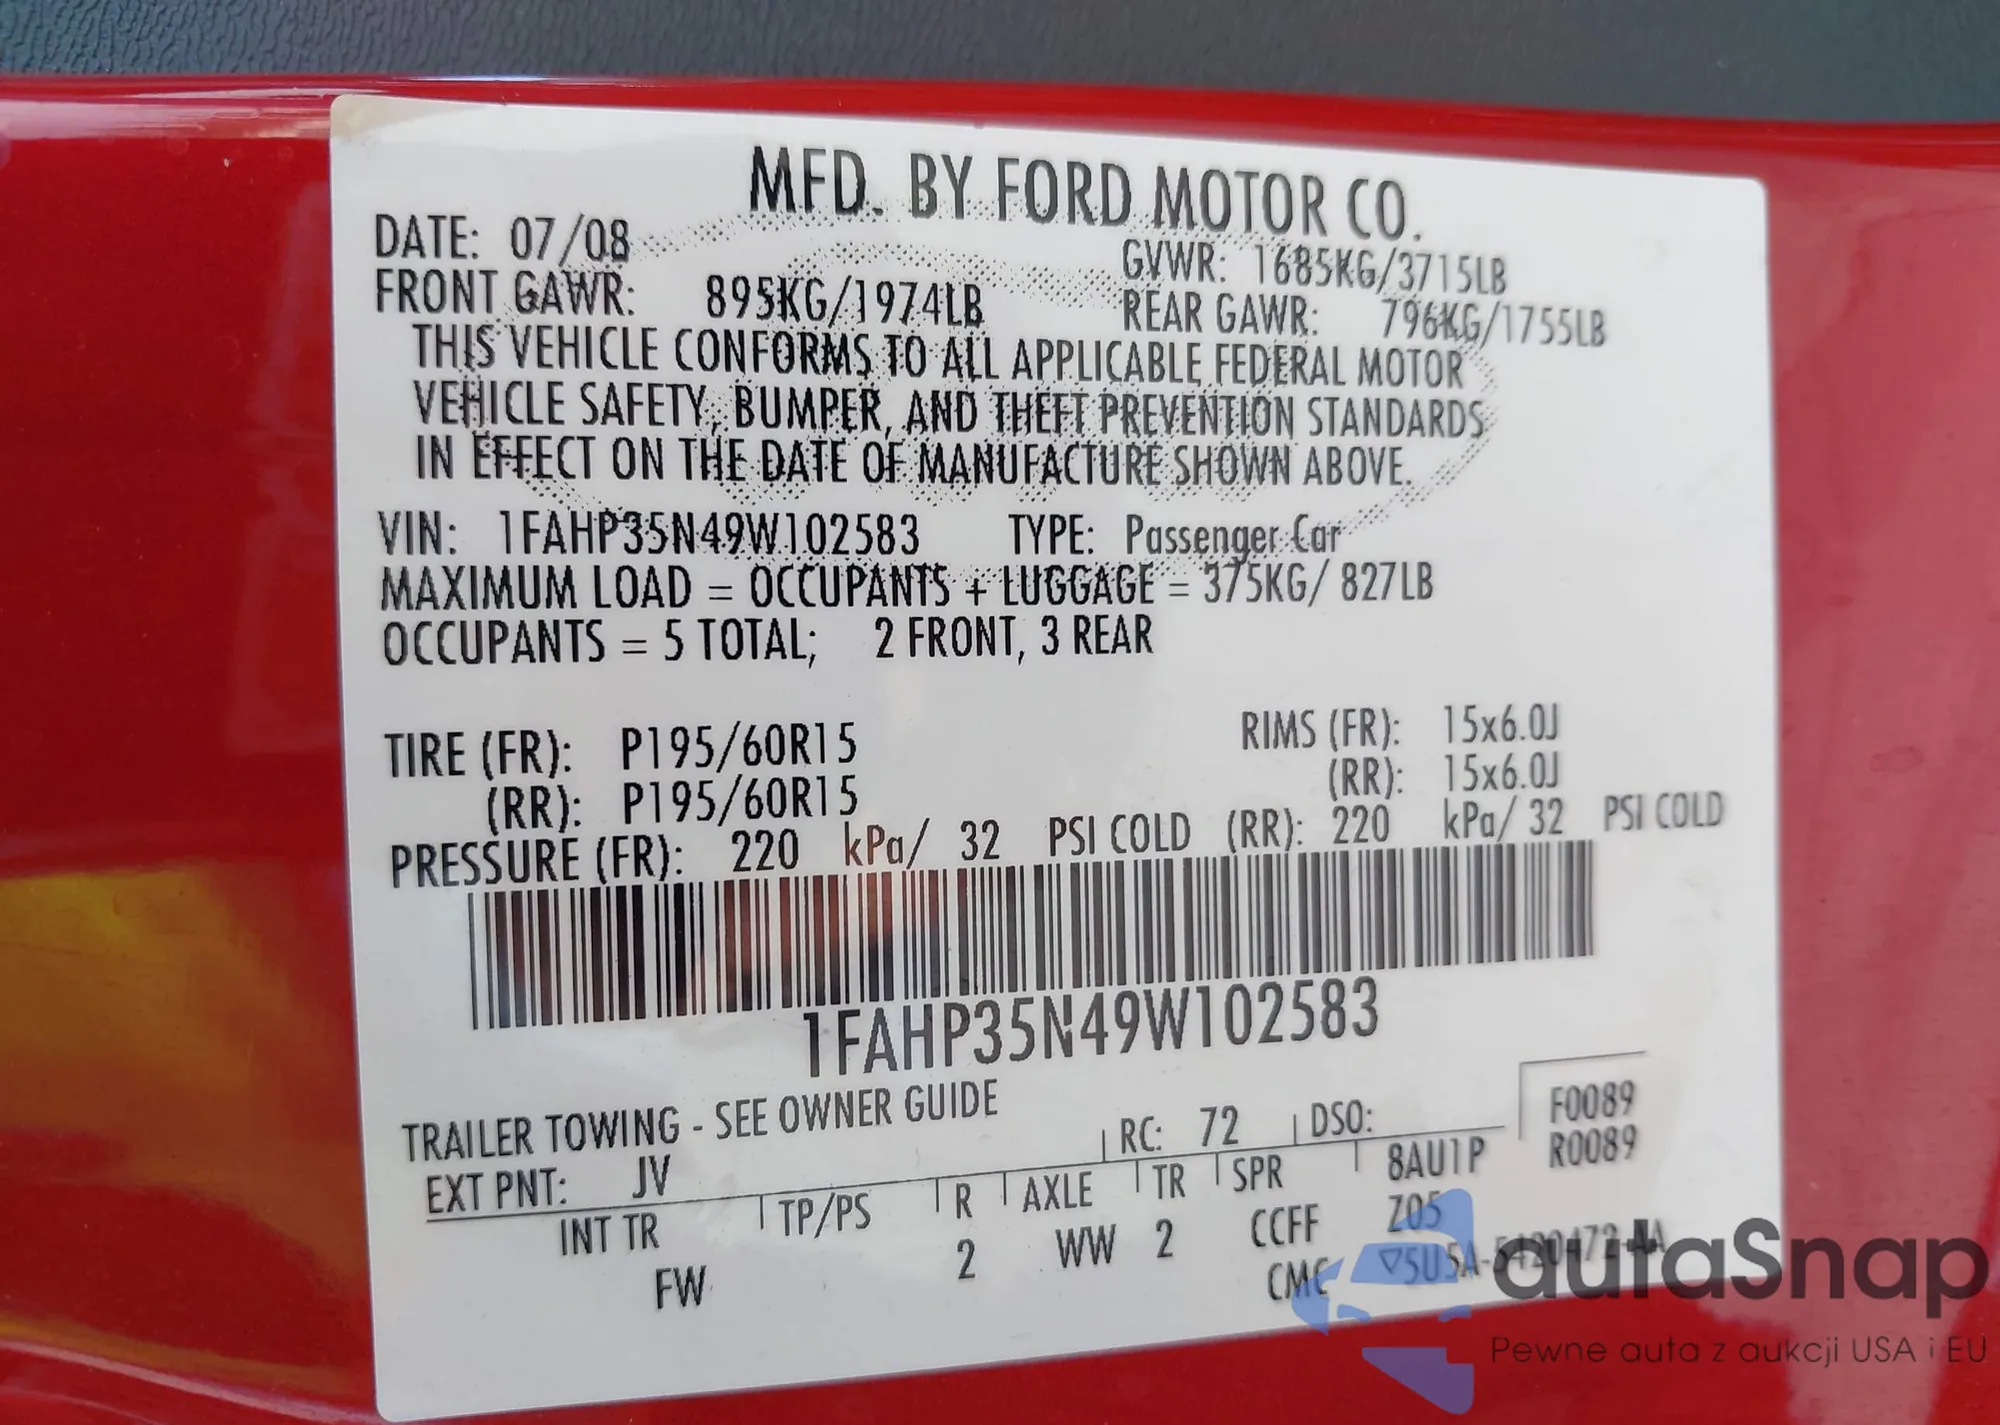 MFD. BY FORD MOTOR CO.
DATE: 07/08
GVWR: 1685KG/3715LB
FRONT GAWR: 895KG/1974LB
REAR GAWR: 796KG/1755LB
THIS VEHICLE CONFORMS TO ALL APPLICABLE FEDERAL MOTOR
VEHICLE SAFETY, BUMPER, AND THEFT PREVENTION STANDARDS
IN EFFECT ON THE DATE OF MANUFACTURE SHOWN ABOVE.
VIN: 1FAHP35N49W102583 TYPE: Passenger Car
MAXIMUM LOAD = OCCUPANTS + LUGGAGE = 375KG/ 827LB
OCCUPANTS = 5 TOTAL; 2 FRONT, 3 REAR
TIRE (FR): P195/60R15 RIMS (FR): 15x6.0J
(RR): P195/60R15 (RR): 15x6.0J
PRESSURE (FR): 220 kPa/ 32 PSI COLD (RR): 220 kPa/ 32 PSI COLD
1FAHP35N49W102583
TRAILER TOWING - SEE OWNER GUIDE
F0089
EXT PNT: JV RC: 72 DSO: R0089
INT TR TP/PS R AXLE TR SPR 8AU1P
FW 2 WW 2 CCFF Z05
CMC ▽5U5A-5420472-AA
autaSnap
Pewne auta z aukcji USA i EU